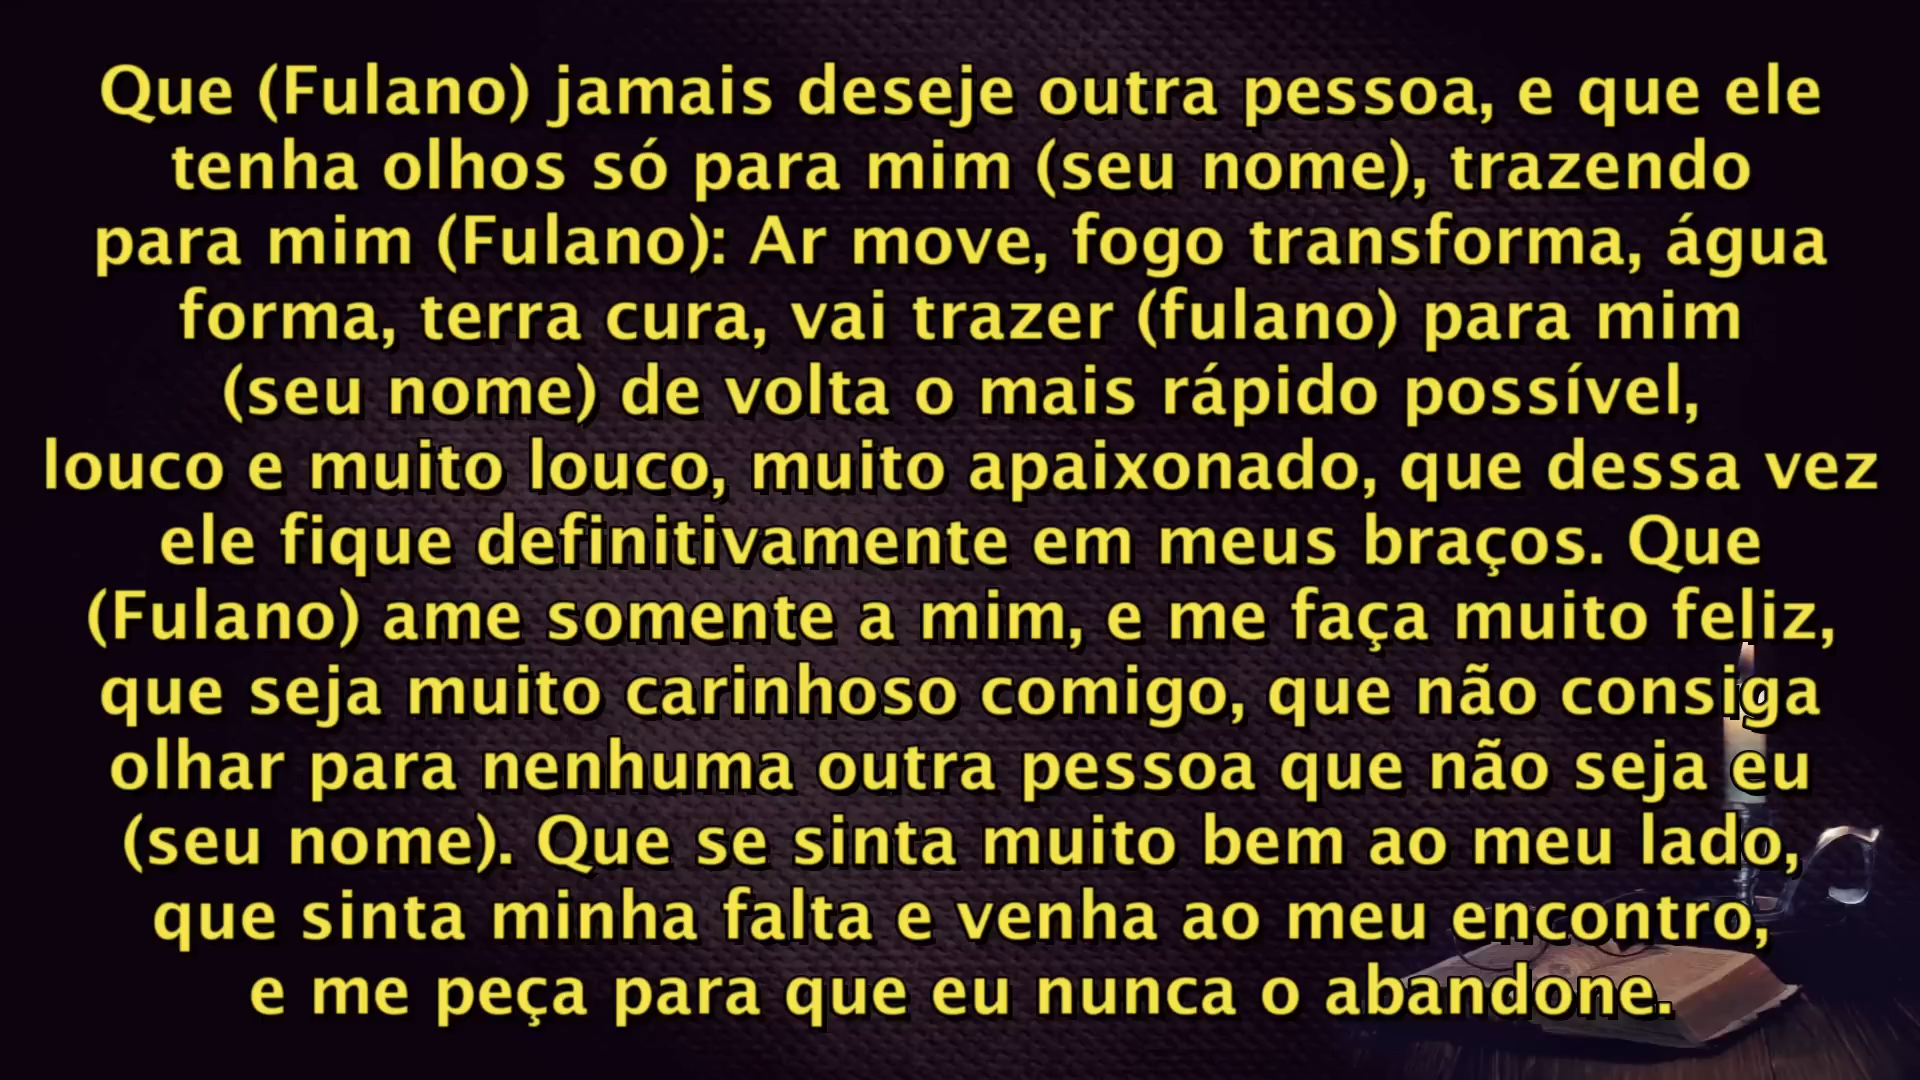 Que (Fulano) jamais deseje outra pessoa, e que ele
tenha olhos só para mim (seu nome), trazendo
para mim (Fulano): Ar move, fogo transforma, água
forma, terra cura, vai trazer (fulano) para mim
(seu nome) de volta o mais rápido possível,
louco e muito louco, muito apaixonado, que dessa vez
ele fique definitivamente em meus braços. Que
(Fulano) ame somente a mim, e me faça muito feliz,
que seja muito carinhoso comigo, que não consiga
olhar para nenhuma outra pessoa que não seja eu
(seu nome). Que se sinta muito bem ao meu lado,
que sinta minha falta e venha ao meu encontro,
e me peça para que eu nunca o abandone.